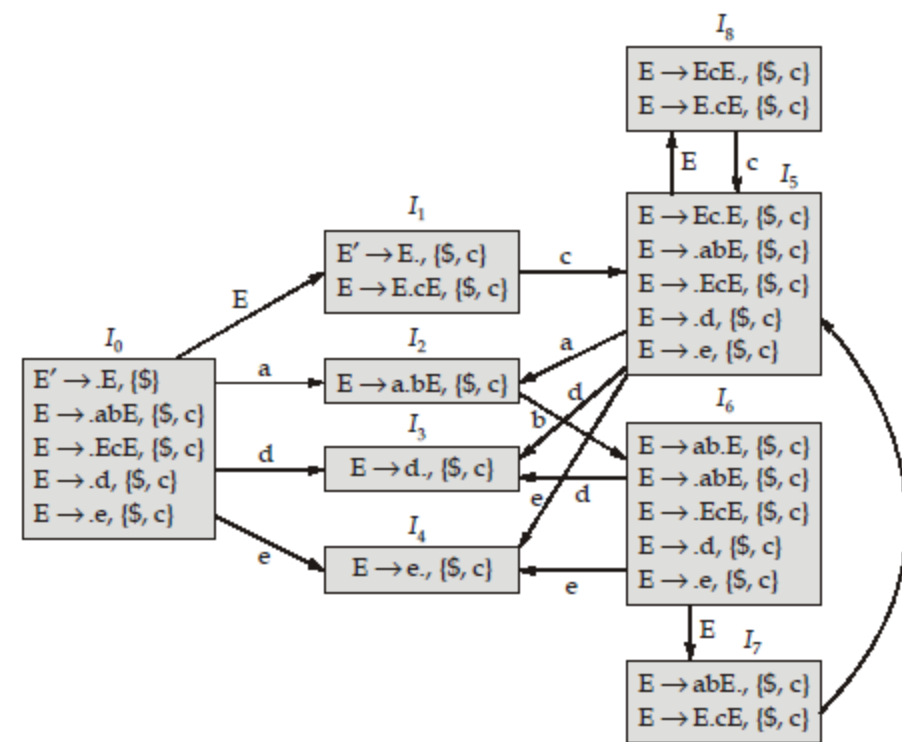 I8
E → EcE., {$, c}
E → E.cE, {$, c}
E
c
I5
E → Ec.E, {$, c}
E → .abE, {$, c}
E → .EcE, {$, c}
E → .d, {$, c}
E → .e, {$, c}
I1
E′ → E., {$, c}
E → E.cE, {$, c}
c
E
I0
E′ → .E, {$}
E → .abE, {$, c}
E → .EcE, {$, c}
E → .d, {$, c}
E → .e, {$, c}
a
I2
E → a.bE, {$, c}
a
b
d
d
I3
E → d., {$, c}
d
e
e
I4
E → e., {$, c}
e
I6
E → ab.E, {$, c}
E → .abE, {$, c}
E → .EcE, {$, c}
E → .d, {$, c}
E → .e, {$, c}
E
I7
E → abE., {$, c}
E → E.cE, {$, c}